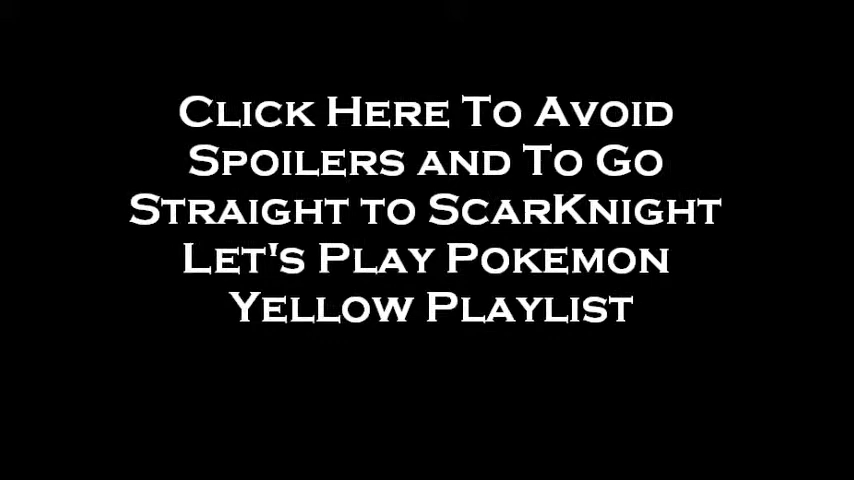 Click Here To Avoid
Spoilers and To Go
Straight to ScarKnight
Let's Play Pokemon
Yellow Playlist